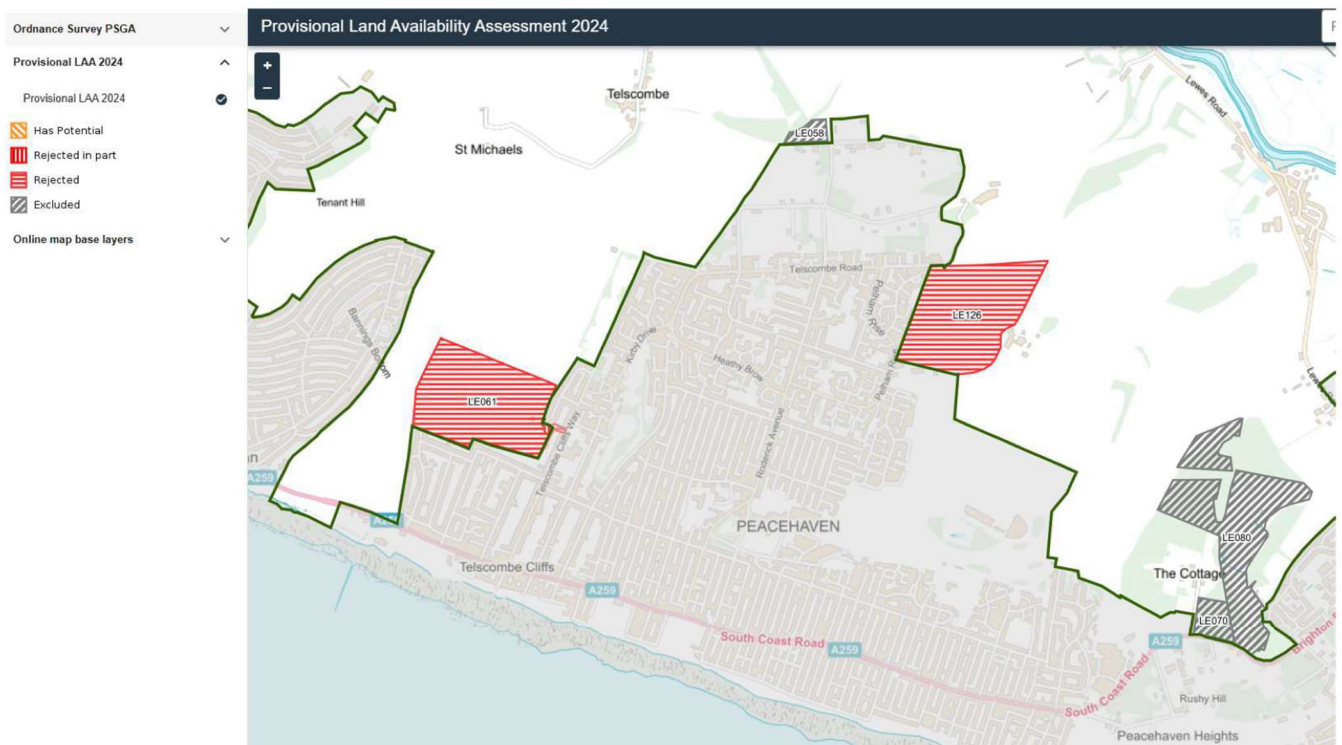 Ordnance Survey PSGA
Provisional LAA 2024
Provisional LAA 2024
Has Potential
Rejected in part
Rejected
Excluded
Online map base layers
Provisional Land Availability Assessment 2024
+
−
Telscombe
St Michaels
Tenant Hill
LE058
Lewes Road
Telscombe Road
Pelham Rise
LE126
Bannings Bottom
Kirby Drive
Heathy Brow
Pelham Rise
LE061
Telscombe Cliffs Way
Roderick Avenue
A259
PEACEHAVEN
LE080
Telscombe Cliffs
The Cottage
A259
LE070
South Coast Road
A259
A259
South Coast Road
Rushy Hill
Peacehaven Heights